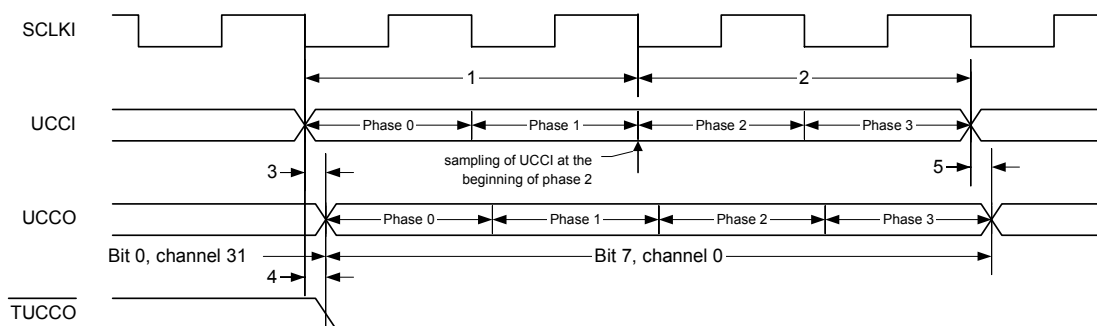 SCLKI
1
2
UCCI
Phase 0
Phase 1
Phase 2
Phase 3
sampling of UCCI at the
beginning of phase 2
3
5
UCCO
Phase 0
Phase 1
Phase 2
Phase 3
Bit 0, channel 31
Bit 7, channel 0
4
TUCCO